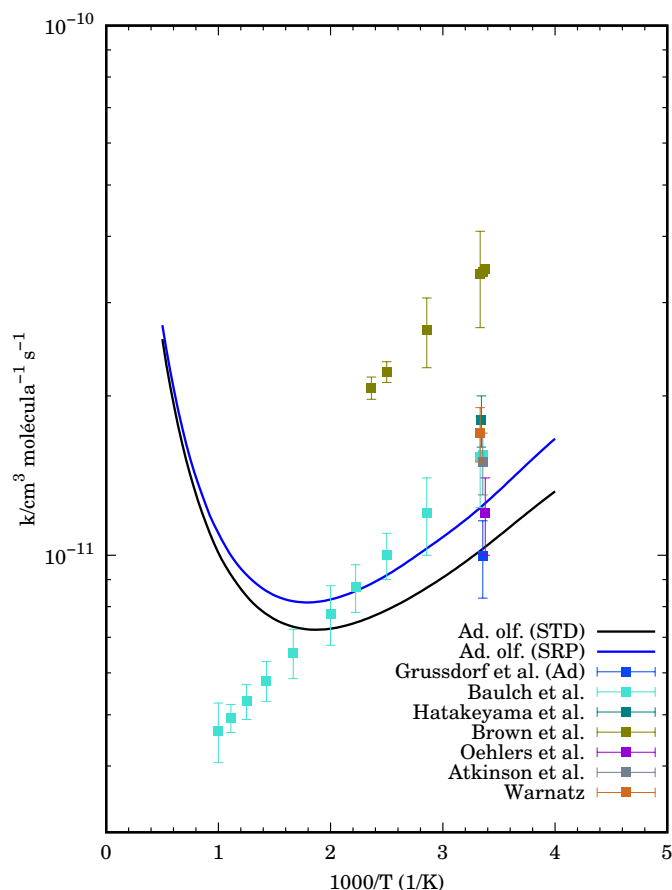 10⁻¹⁰
k/cm³ molécula⁻¹ s⁻¹
10⁻¹¹
Ad. olf. (STD)
Ad. olf. (SRP)
Grussdorf et al. (Ad)
Baulch et al.
Hatakeyama et al.
Brown et al.
Oehlers et al.
Atkinson et al.
Warnatz
0 1 2 3 4 5
1000/T (1/K)